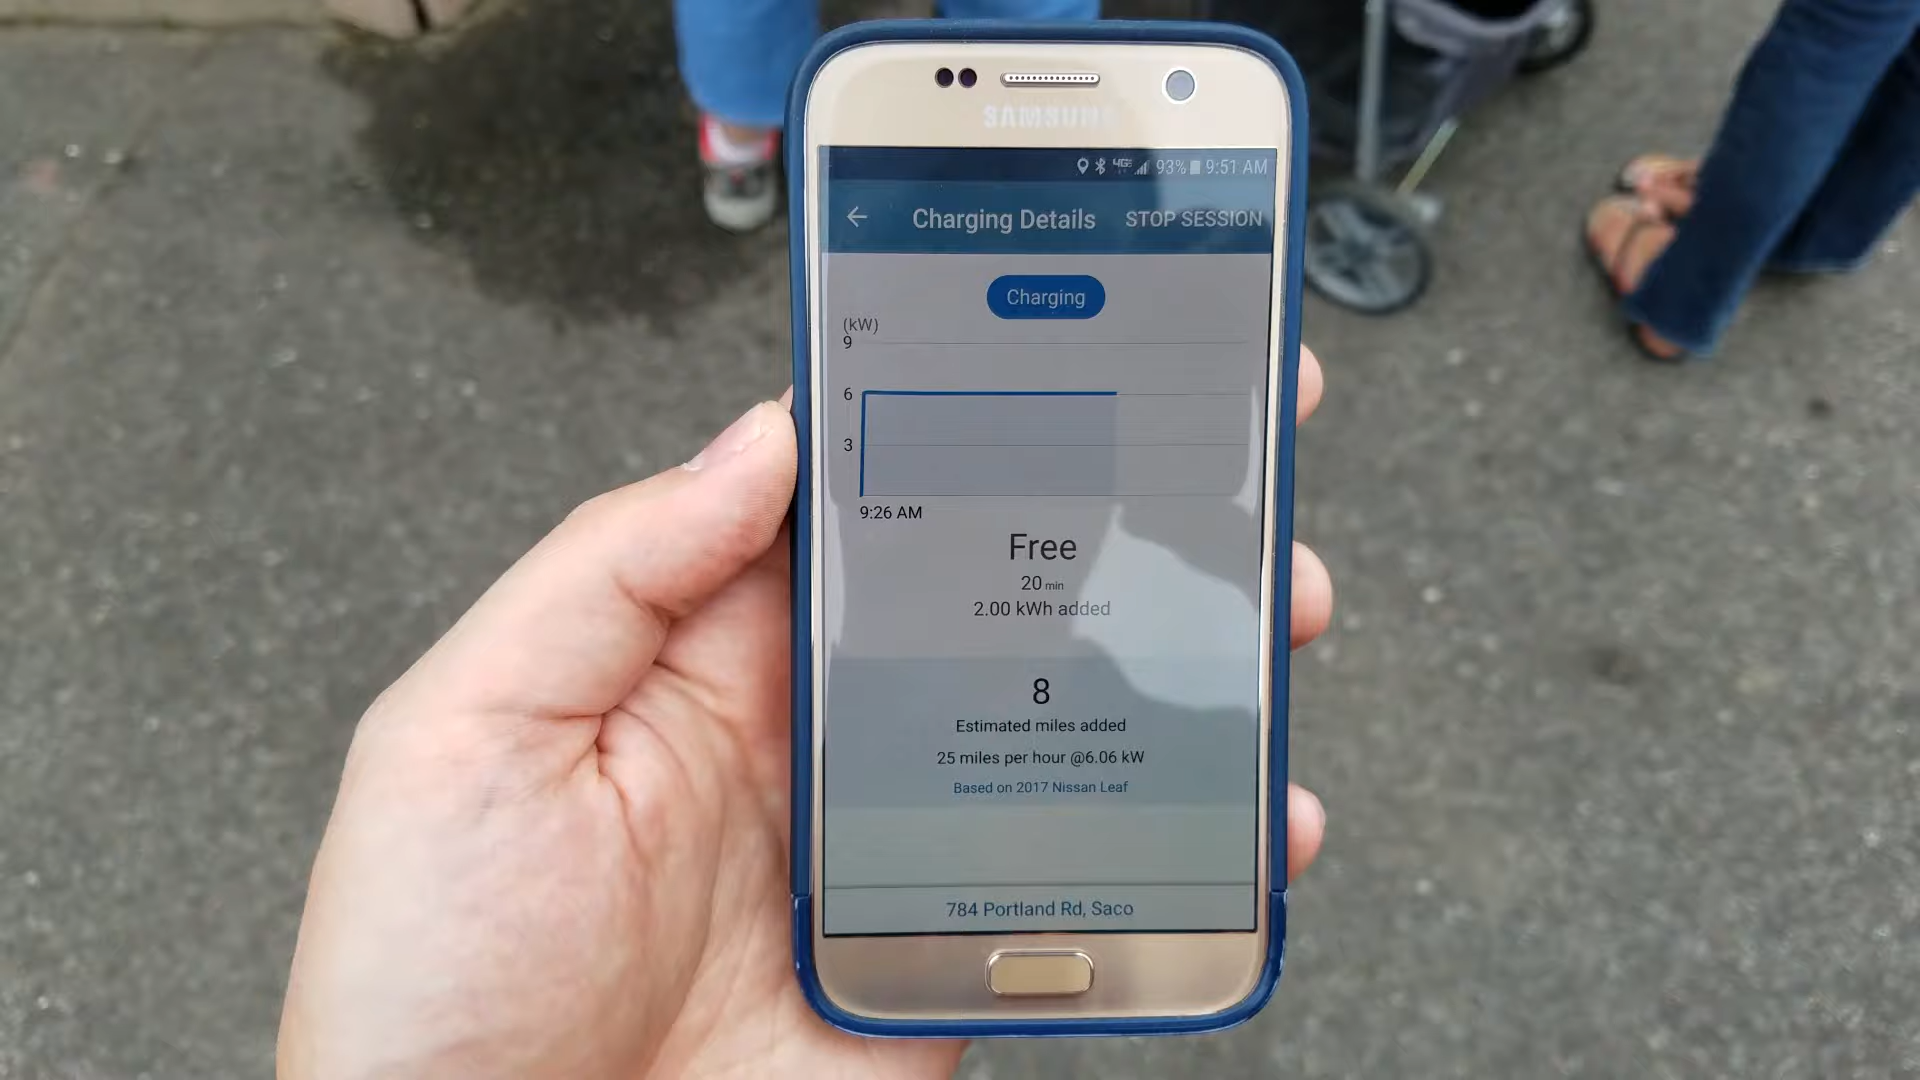 SAMSUNG
4G 93% 9:51 AM
Charging Details STOP SESSION
Charging
(kW)
9
6
3
9:26 AM
Free
20 min
2.00 kWh added
8
Estimated miles added
25 miles per hour @6.06 kW
Based on 2017 Nissan Leaf
784 Portland Rd, Saco